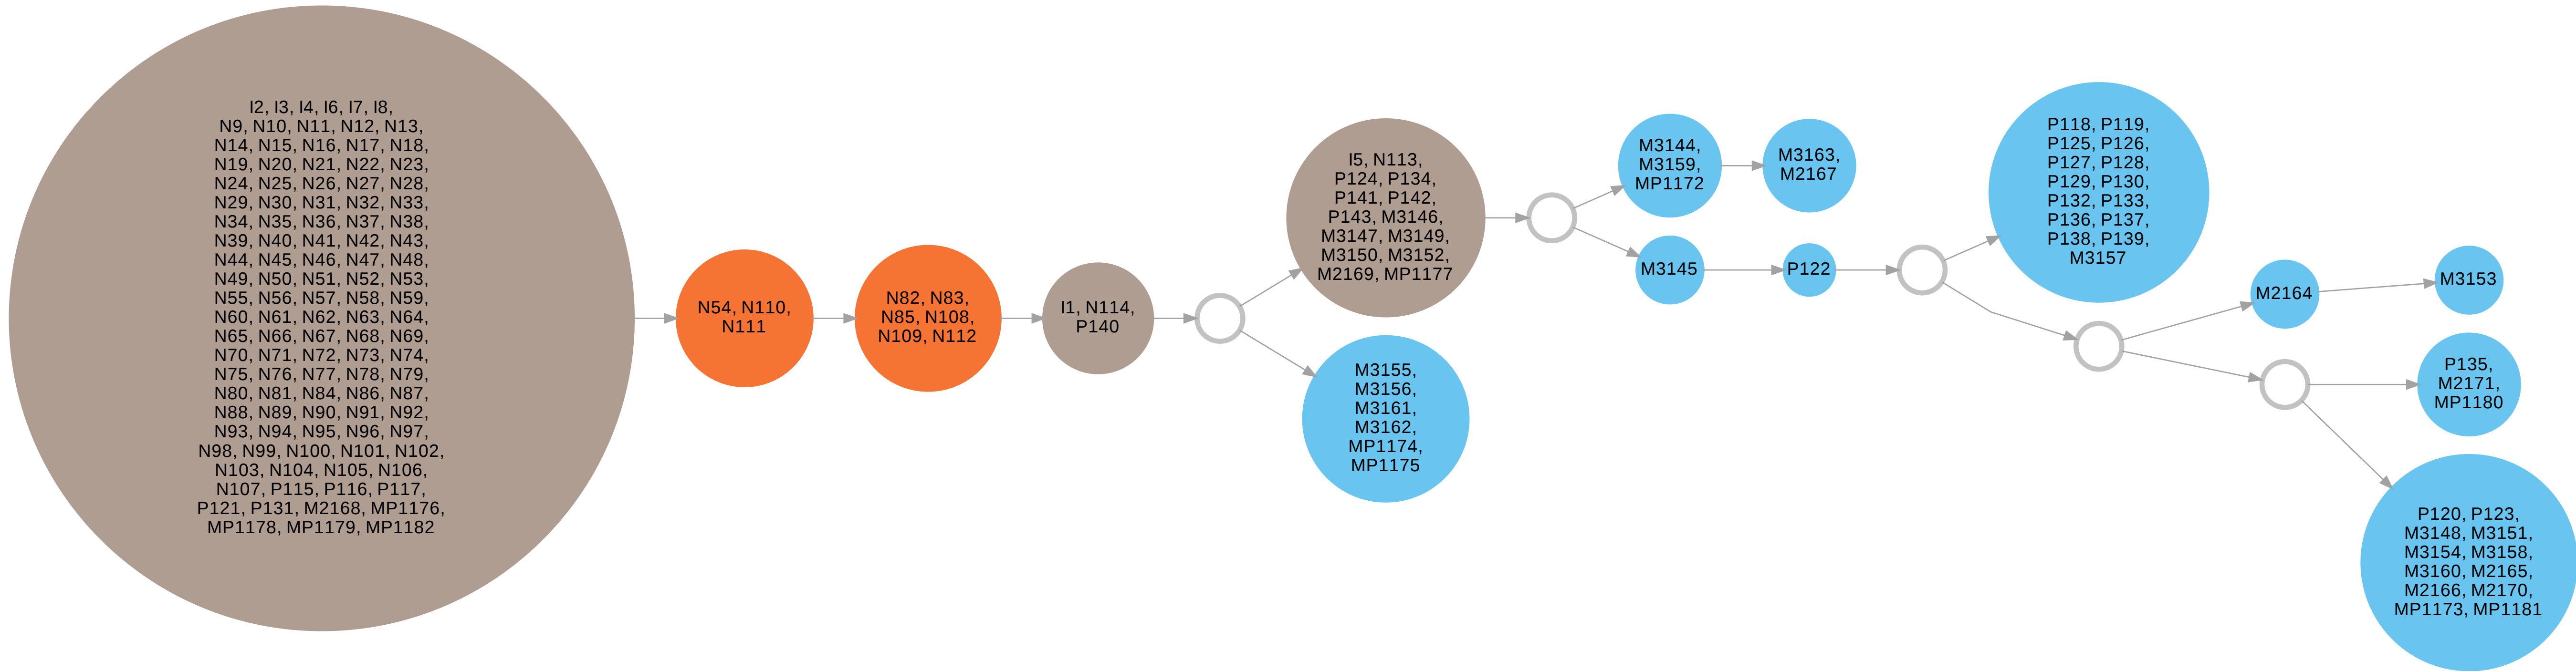 I2, I3, I4, I6, I7, I8,
N9, N10, N11, N12, N13,
N14, N15, N16, N17, N18,
N19, N20, N21, N22, N23,
N24, N25, N26, N27, N28,
N29, N30, N31, N32, N33,
N34, N35, N36, N37, N38,
N39, N40, N41, N42, N43,
N44, N45, N46, N47, N48,
N49, N50, N51, N52, N53,
N55, N56, N57, N58, N59,
N60, N61, N62, N63, N64,
N65, N66, N67, N68, N69,
N70, N71, N72, N73, N74,
N75, N76, N77, N78, N79,
N80, N81, N84, N86, N87,
N88, N89, N90, N91, N92,
N93, N94, N95, N96, N97,
N98, N99, N100, N101, N102,
N103, N104, N105, N106,
N107, P115, P116, P117,
P121, P131, M2168, MP1176,
MP1178, MP1179, MP1182
N54, N110,
N111
N82, N83,
N85, N108,
N109, N112
I1, N114,
P140
I5, N113,
P124, P134,
P141, P142,
P143, M3146,
M3147, M3149,
M3150, M3152,
M2169, MP1177
M3155,
M3156,
M3161,
M3162,
MP1174,
MP1175
M3144,
M3159,
MP1172
M3163,
M2167
M3145
P122
P118, P119,
P125, P126,
P127, P128,
P129, P130,
P132, P133,
P136, P137,
P138, P139,
M3157
M2164
M3153
P135,
M2171,
MP1180
P120, P123,
M3148, M3151,
M3154, M3158,
M3160, M2165,
M2166, M2170,
MP1173, MP1181